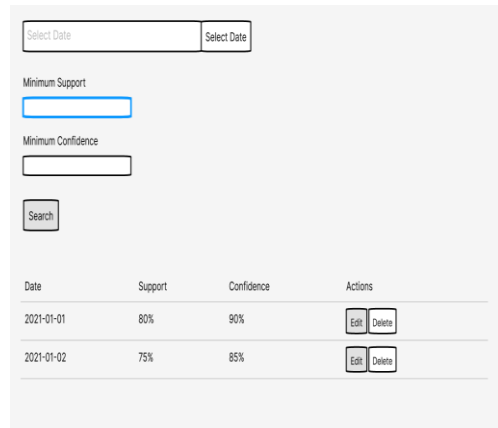 Select Date Select Date
Minimum Support
Minimum Confidence
Search
Date Support Confidence Actions
2021-01-01 80% 90% Edit Delete
2021-01-02 75% 85% Edit Delete